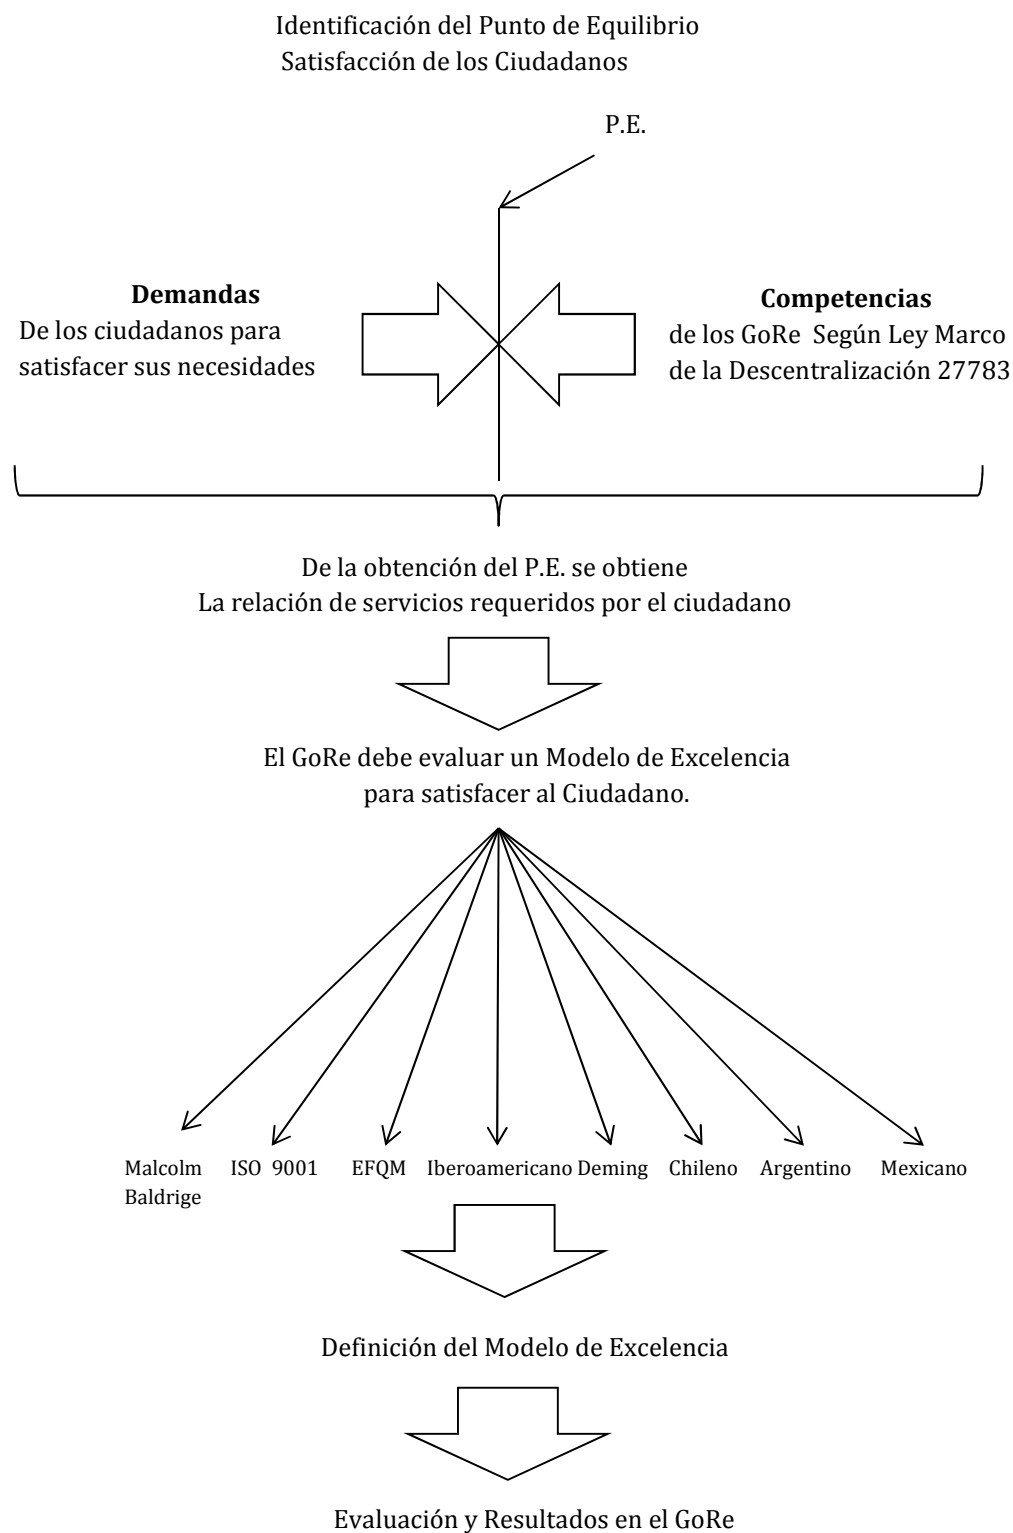 Identificación del Punto de Equilibrio
Satisfacción de los Ciudadanos
P.E.
Demandas
De los ciudadanos para
satisfacer sus necesidades
Competencias
de los GoRe Según Ley Marco
de la Descentralización 27783
De la obtención del P.E. se obtiene
La relación de servicios requeridos por el ciudadano
El GoRe debe evaluar un Modelo de Excelencia
para satisfacer al Ciudadano.
Malcolm
Baldrige
ISO 9001
EFQM
Iberoamericano
Deming
Chileno
Argentino
Mexicano
Definición del Modelo de Excelencia
Evaluación y Resultados en el GoRe